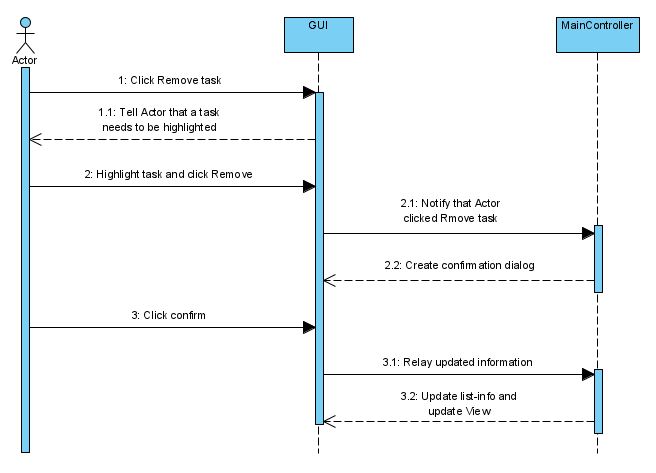 GUI
MainController
Actor
1: Click Remove task
1.1: Tell Actor that a task
needs to be highlighted
2: Highlight task and click Remove
2.1: Notify that Actor
clicked Rmove task
2.2: Create confirmation dialog
3: Click confirm
3.1: Relay updated information
3.2: Update list-info and
update View